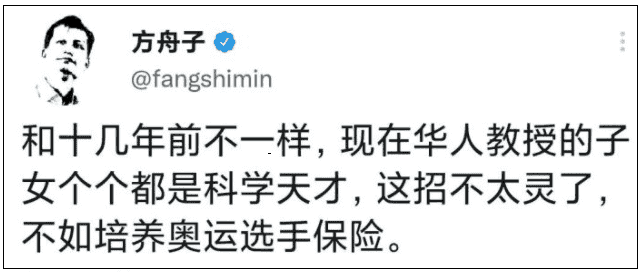 方舟子
@fangshimin
和十几年前不一样，现在华人教授的子
女个个都是科学天才，这招不太灵了，
不如培养奥运选手保险。